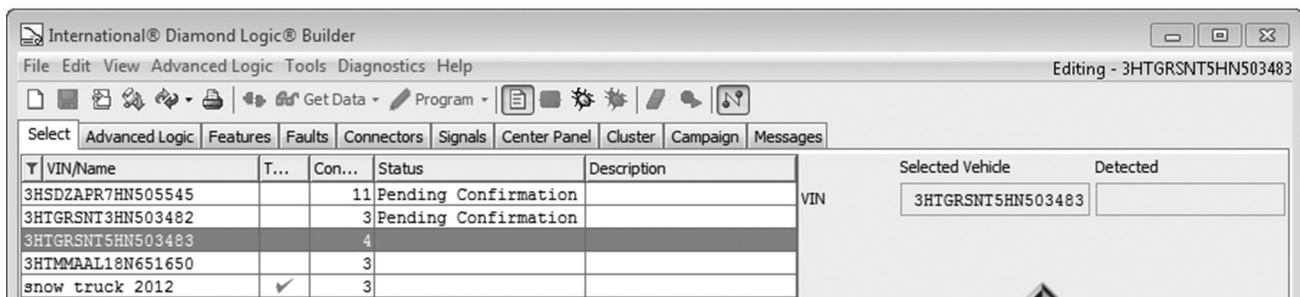 International® Diamond Logic® Builder
File Edit View Advanced Logic Tools Diagnostics Help Editing - 3HTGRSNT5HN503483
Get Data Program
Select Advanced Logic Features Faults Connectors Signals Center Panel Cluster Campaign Messages
VIN/Name T... Con... Status Description Selected Vehicle Detected
3HSDZAPR7HN505545 11 Pending Confirmation VIN 3HTGRSNT5HN503483
3HTGRSNT3HN503482 3 Pending Confirmation
3HTGRSNT5HN503483 4
3HTMMAAL18N651650 3
snow truck 2012 3